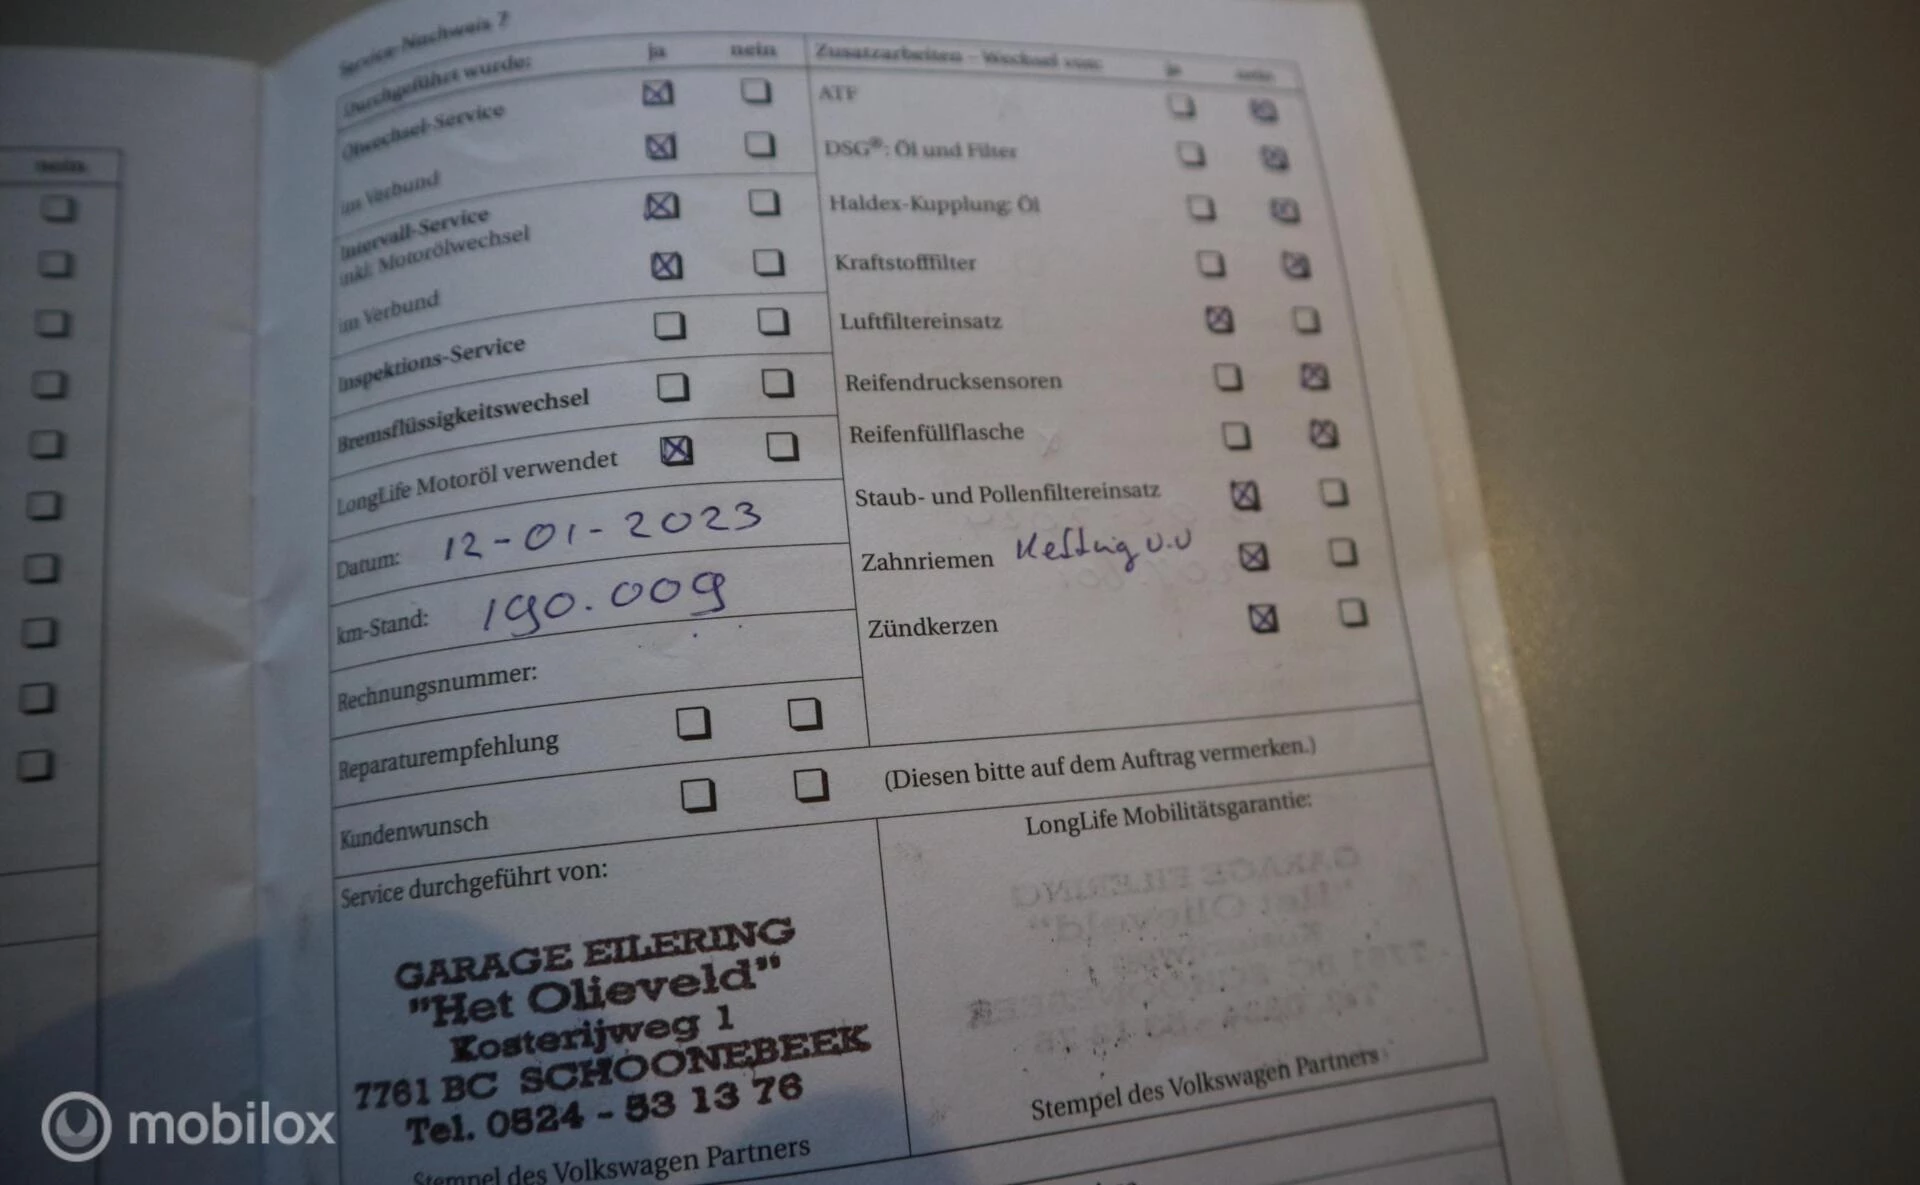 Service-Nachweis 7
Durchgeführt wurde: ja nein
Ölwechsel-Service
im Verbund
Intervall-Service
inkl. Motorölwechsel
im Verbund
Inspektions-Service
Bremsflüssigkeitswechsel
LongLife Motoröl verwendet
Datum: 12-01-2023
km-Stand: 190.009
Rechnungsnummer:
Reparaturempfehlung
Kundenwunsch
(Diesen bitte auf dem Auftrag vermerken.)
Zusatzarbeiten – Wechsel von: ja nein
ATF
DSG®: Öl und Filter
Haldex-Kupplung: Öl
Kraftstofffilter
Luftfiltereinsatz
Reifendrucksensoren
Reifenfüllflasche
Staub- und Pollenfiltereinsatz
Zahnriemen
Zündkerzen
Service durchgeführt von:
GARAGE EILERING
"Het Olieveld"
Kosterijweg 1
7761 BC SCHOONEBEEK
Tel. 0524 - 53 13 76
Stempel des Volkswagen Partners
LongLife Mobilitätsgarantie:
Stempel des Volkswagen Partners
nein
mobilox